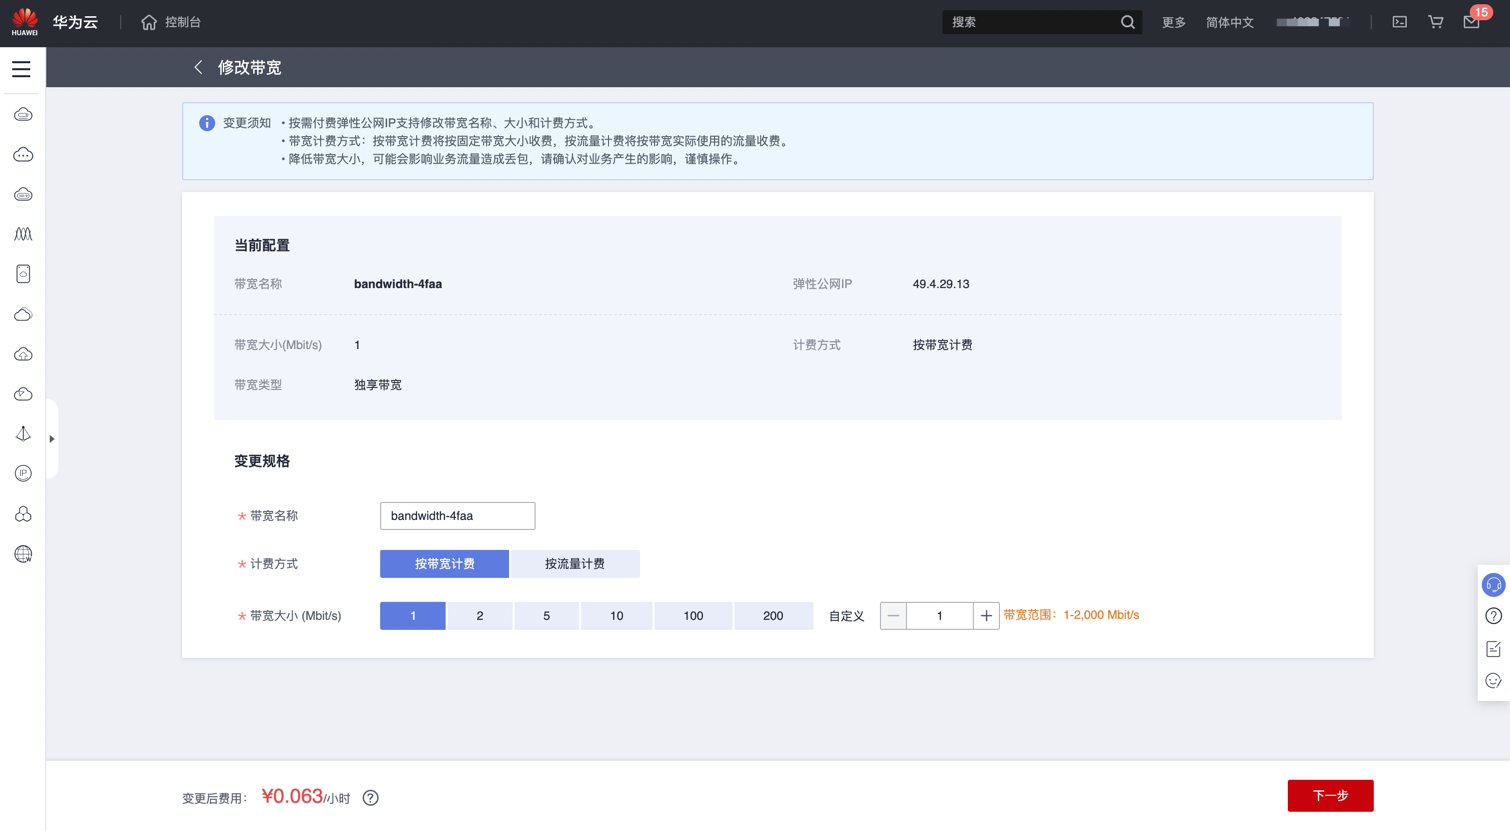 HUAWEI
华为云
控制台
搜索
更多
简体中文
15
修改带宽
变更须知
• 按需付费弹性公网IP支持修改带宽名称、大小和计费方式。
• 带宽计费方式：按带宽计费将按固定带宽大小收费，按流量计费将按带宽实际使用的流量收费。
• 降低带宽大小，可能会影响业务流量造成丢包，请确认对业务产生的影响，谨慎操作。
当前配置
带宽名称 bandwidth-4faa 弹性公网IP 49.4.29.13
带宽大小(Mbit/s) 1 计费方式 按带宽计费
带宽类型 独享带宽
变更规格
* 带宽名称 bandwidth-4faa
* 计费方式 按带宽计费 按流量计费
* 带宽大小 (Mbit/s) 1 2 5 10 100 200 自定义 — 1 + 带宽范围：1-2,000 Mbit/s
IP
变更后费用： ¥0.063/小时 ?
下一步